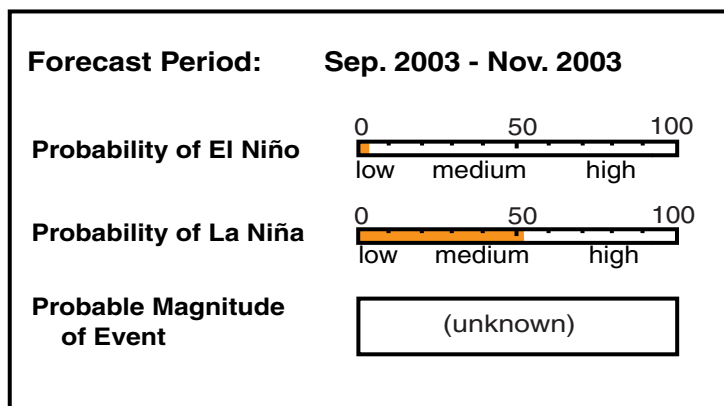 Forecast Period: Sep. 2003 - Nov. 2003
0 50 100
Probability of El Niño
low medium high
0 50 100
Probability of La Niña
low medium high
Probable Magnitude
of Event
(unknown)